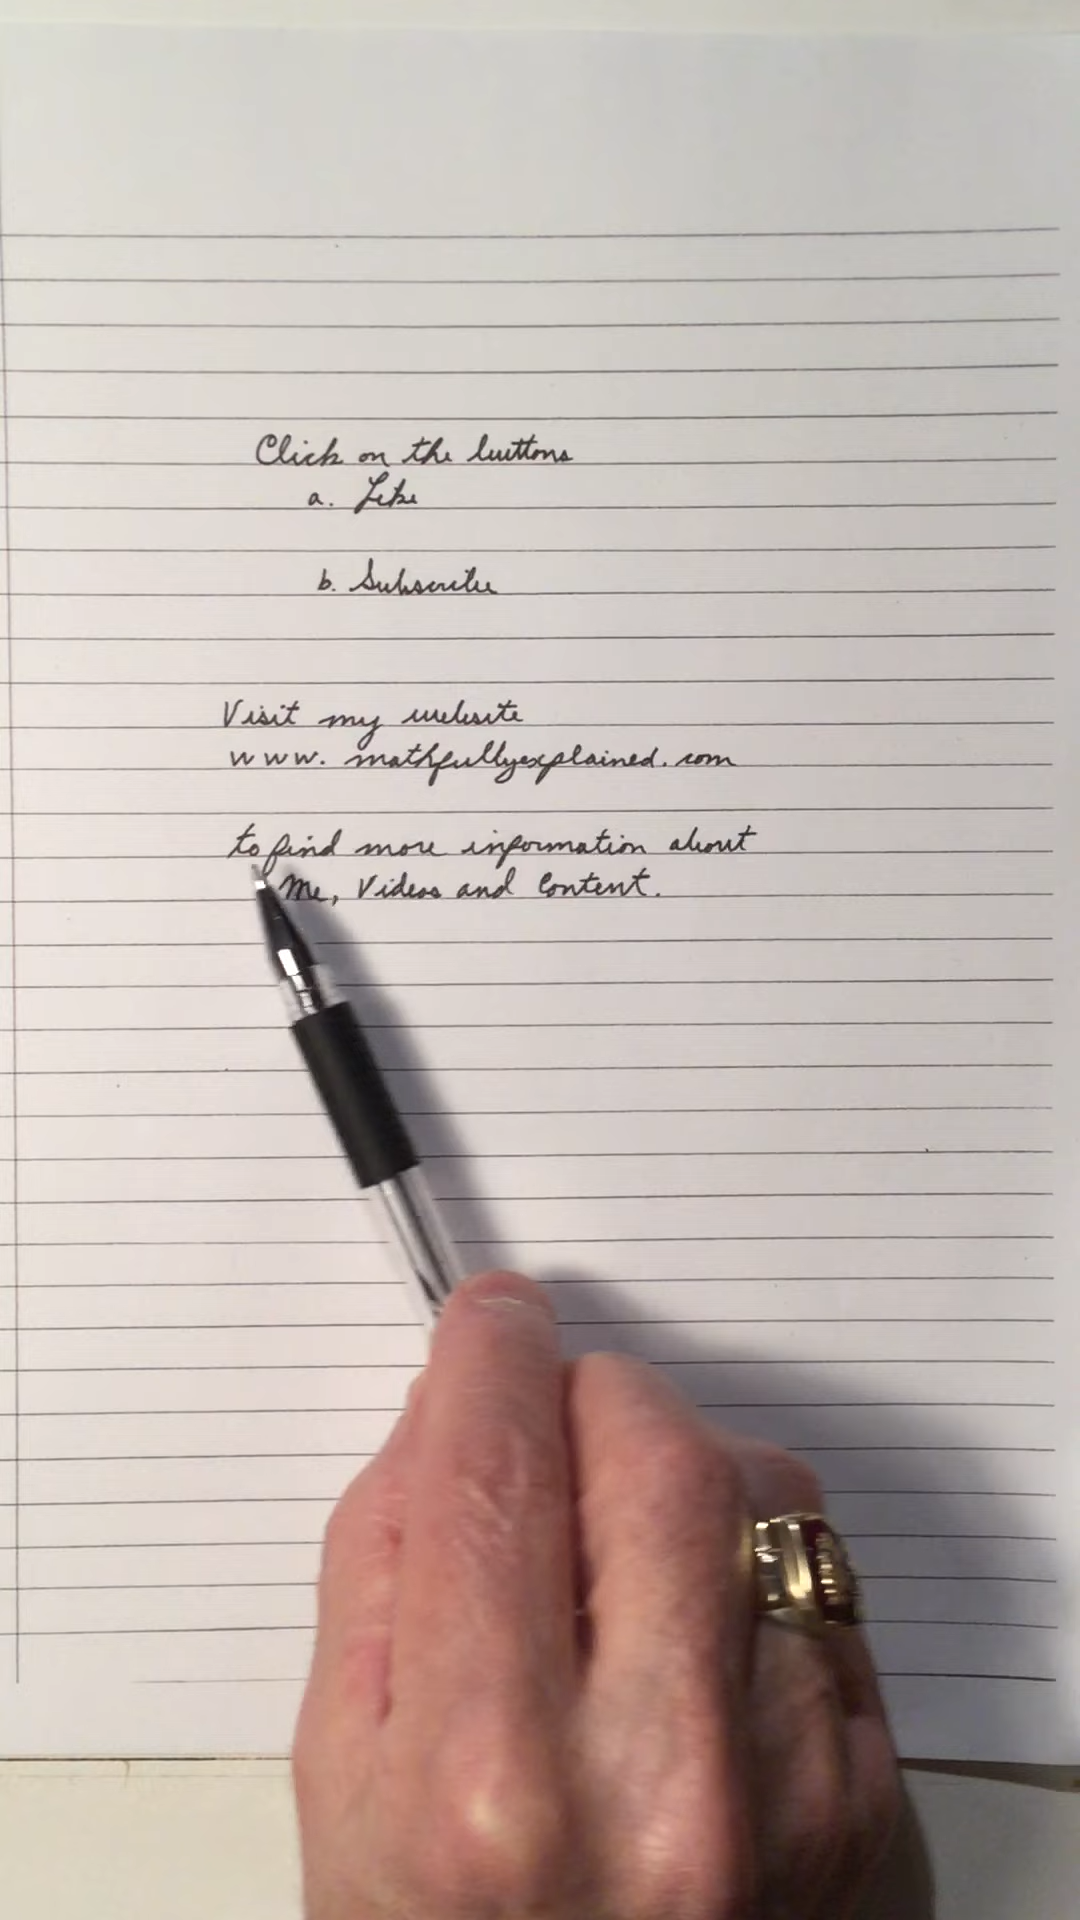 Click on the buttons
a. Like
b. Subscribe
Visit my website
www.mathfullyexplained.com
to find more information about
Me, Videos and Content.